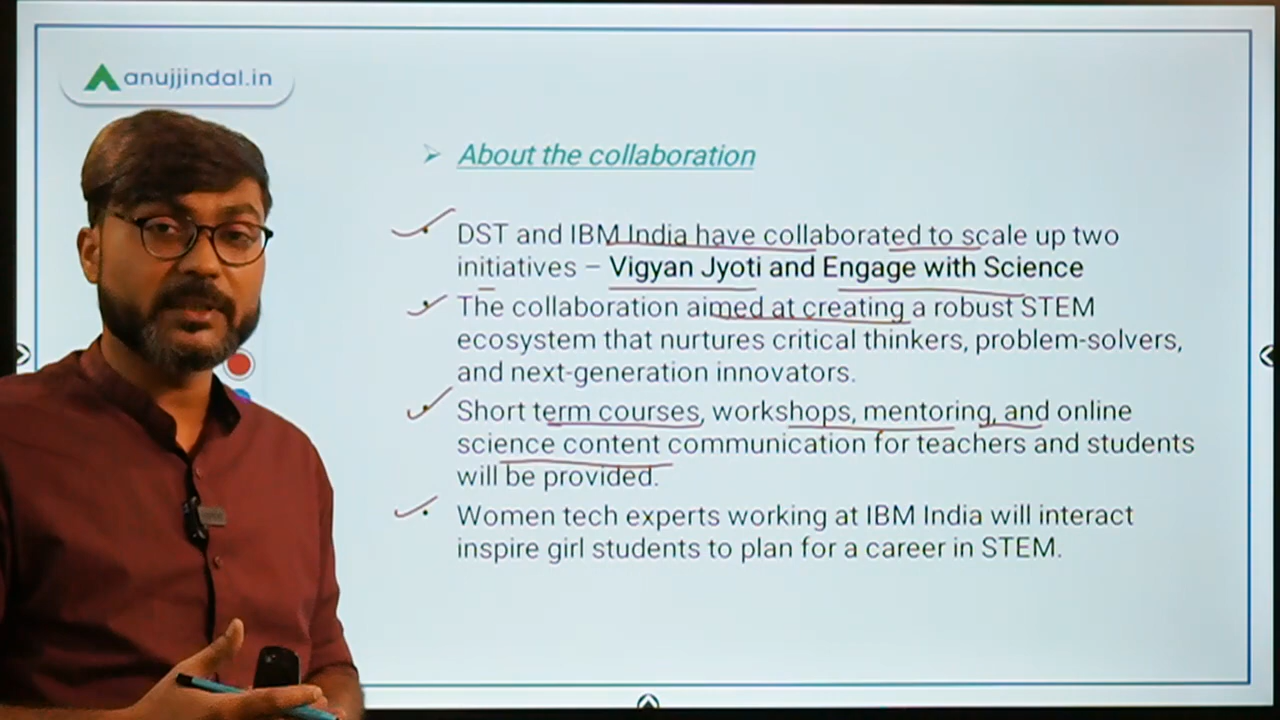 anujjindal.in
About the collaboration
DST and IBM India have collaborated to scale up two
initiatives – Vigyan Jyoti and Engage with Science
The collaboration aimed at creating a robust STEM
ecosystem that nurtures critical thinkers, problem-solvers,
and next-generation innovators.
Short term courses, workshops, mentoring, and online
science content communication for teachers and students
will be provided.
Women tech experts working at IBM India will interact
inspire girl students to plan for a career in STEM.